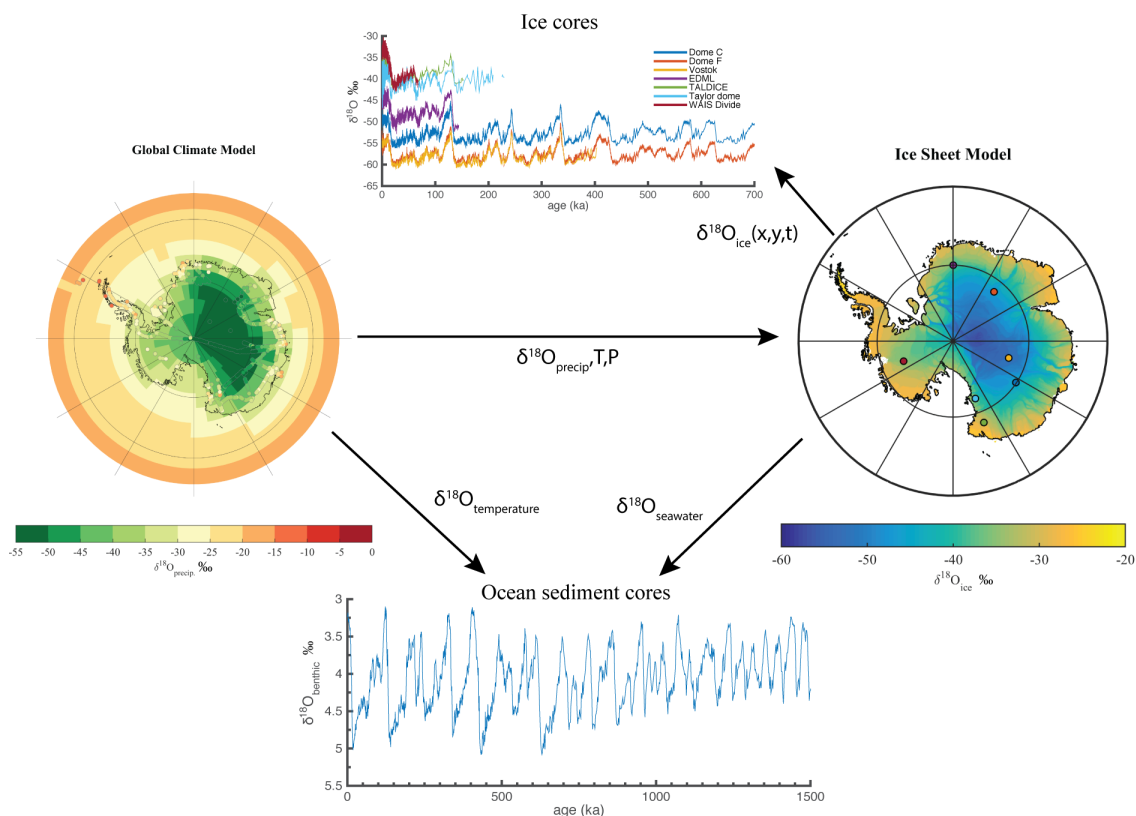 Ice cores
-30
-35
-40
-45
-50
-55
-60
-65
δ¹⁸O ‰
Dome C
Dome F
Vostok
EDML
TALDICE
Taylor dome
WAIS Divide
0
100
200
300
400
500
600
700
age (ka)
Global Climate Model
Ice Sheet Model
δ¹⁸Oice(x,y,t)
δ¹⁸Oprecip,T,P
δ¹⁸Otemperature
δ¹⁸Oseawater
-55
-50
-45
-40
-35
-30
-25
-20
-15
-10
-5
0
δ¹⁸Oprecip. ‰
-60
-50
-40
-30
-20
δ¹⁸Oice ‰
Ocean sediment cores
3
3.5
4
4.5
5
5.5
δ¹⁸Obenthic ‰
0
500
1000
1500
age (ka)